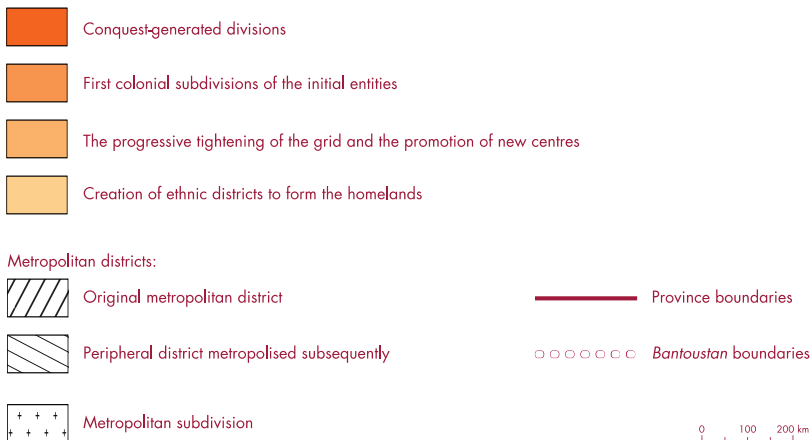 Conquest-generated divisions
First colonial subdivisions of the initial entities
The progressive tightening of the grid and the promotion of new centres
Creation of ethnic districts to form the homelands
Metropolitan districts:
Original metropolitan district
Province boundaries
Peripheral district metropolised subsequently
Bantoustan boundaries
Metropolitan subdivision
0 100 200 km